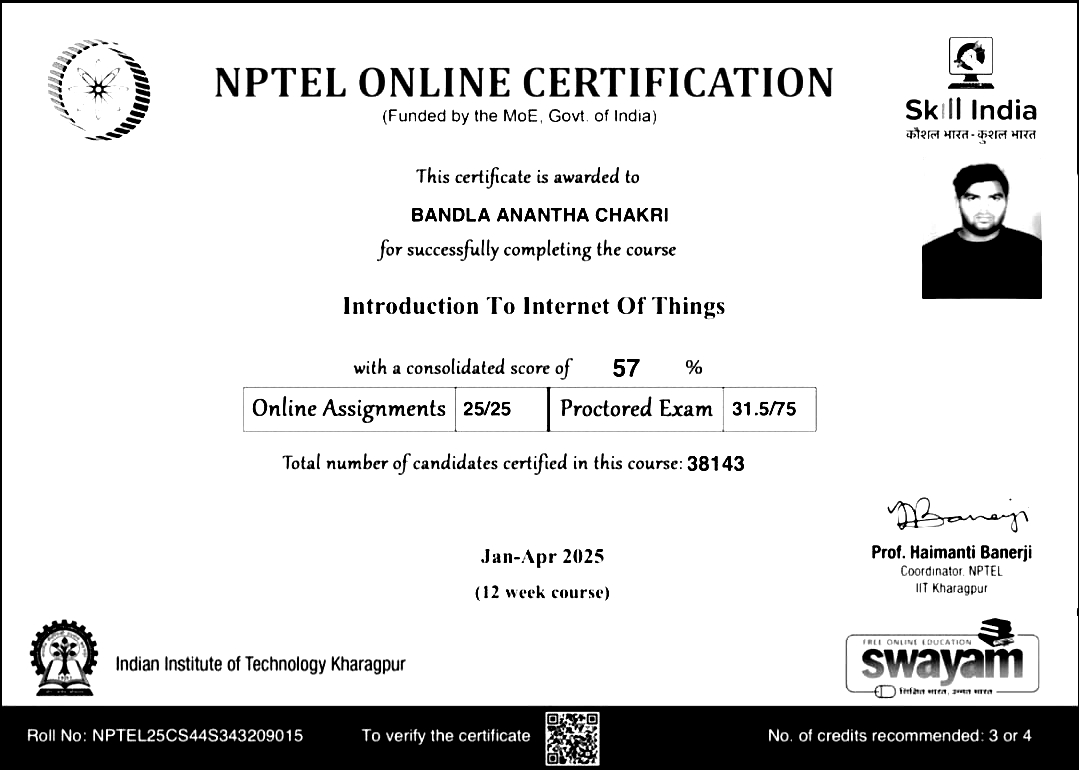 NPTEL ONLINE CERTIFICATION
(Funded by the MoE, Govt. of India)
Skill India
कौशल भारत - कुशल भारत
This certificate is awarded to
BANDLA ANANTHA CHAKRI
for successfully completing the course
Introduction To Internet Of Things
with a consolidated score of 57 %
Online Assignments 25/25 Proctored Exam 31.5/75
Total number of candidates certified in this course: 38143
Jan-Apr 2025
(12 week course)
Prof. Haimanti Banerji
Coordinator, NPTEL
IIT Kharagpur
Indian Institute of Technology Kharagpur
FREE ONLINE EDUCATION
swayam
शिक्षित भारत, उन्नत भारत
Roll No: NPTEL25CS44S343209015 To verify the certificate No. of credits recommended: 3 or 4